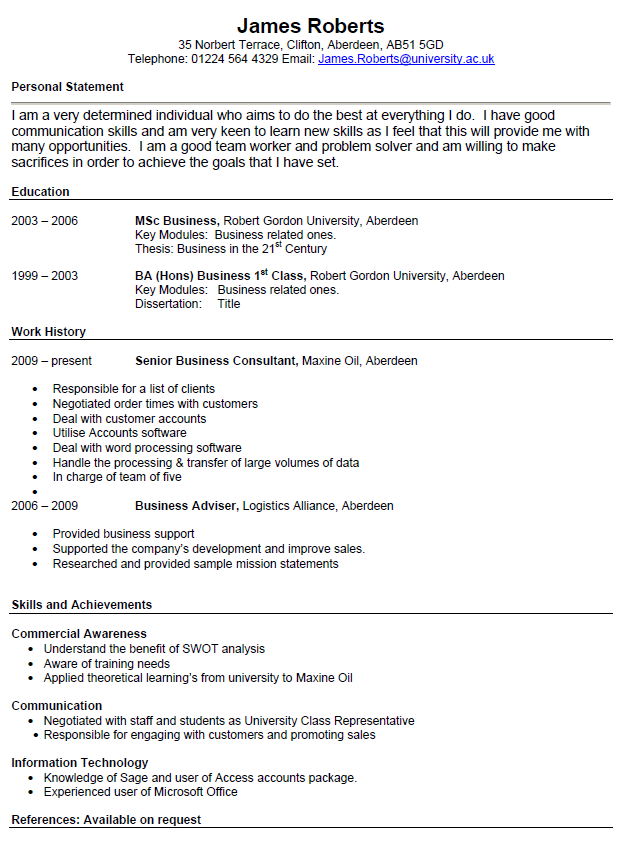 James Roberts
35 Norbert Terrace, Clifton, Aberdeen, AB51 5GD
Telephone: 01224 564 4329 Email: James.Roberts@university.ac.uk
Personal Statement
I am a very determined individual who aims to do the best at everything I do.  I have good
communication skills and am very keen to learn new skills as I feel that this will provide me with
many opportunities.  I am a good team worker and problem solver and am willing to make
sacrifices in order to achieve the goals that I have set.
Education
2003 – 2006 MSc Business, Robert Gordon University, Aberdeen
Key Modules:  Business related ones.
Thesis: Business in the 21st Century
1999 – 2003 BA (Hons) Business 1st Class, Robert Gordon University, Aberdeen
Key Modules:  Business related ones.
Dissertation:  Title
Work History
2009 – present Senior Business Consultant, Maxine Oil, Aberdeen
• Responsible for a list of clients
• Negotiated order times with customers
• Deal with customer accounts
• Utilise Accounts software
• Deal with word processing software
• Handle the processing & transfer of large volumes of data
• In charge of team of five
•
2006 – 2009 Business Adviser, Logistics Alliance, Aberdeen
• Provided business support
• Supported the company's development and improve sales.
• Researched and provided sample mission statements
Skills and Achievements
Commercial Awareness
• Understand the benefit of SWOT analysis
• Aware of training needs
• Applied theoretical learning's from university to Maxine Oil
Communication
• Negotiated with staff and students as University Class Representative
• Responsible for engaging with customers and promoting sales
Information Technology
• Knowledge of Sage and user of Access accounts package.
• Experienced user of Microsoft Office
References: Available on request